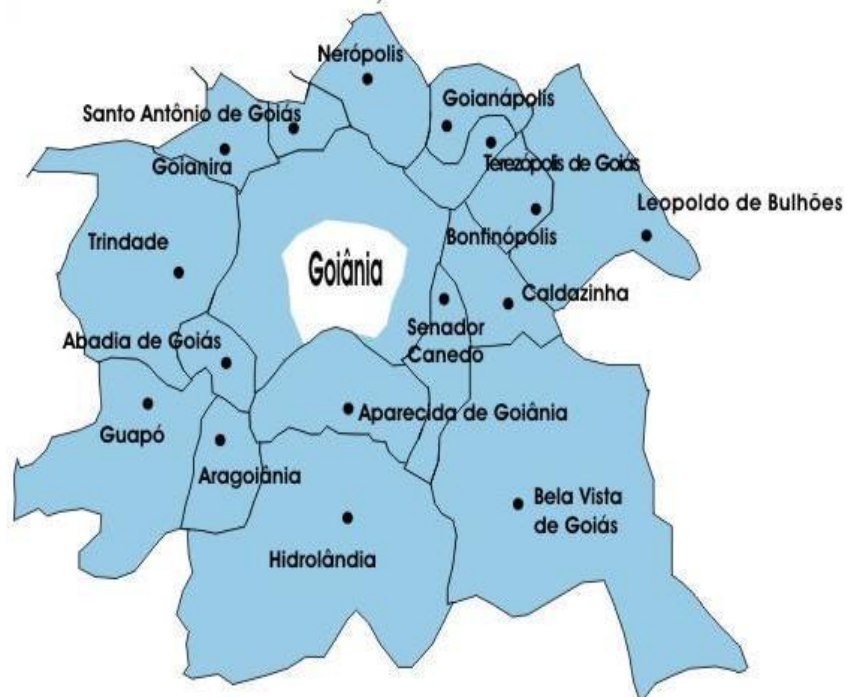 Nerópolis
Goianápolis
Santo Antônio de Goiás
Goianira
Terezópolis de Goiás
Leopoldo de Bulhões
Trindade
Bonfinópolis
Goiânia
Caldazinha
Senador
Canedo
Abadia de Goiás
Aparecida de Goiânia
Guapó
Aragoiânia
Bela Vista
de Goiás
Hidrolândia